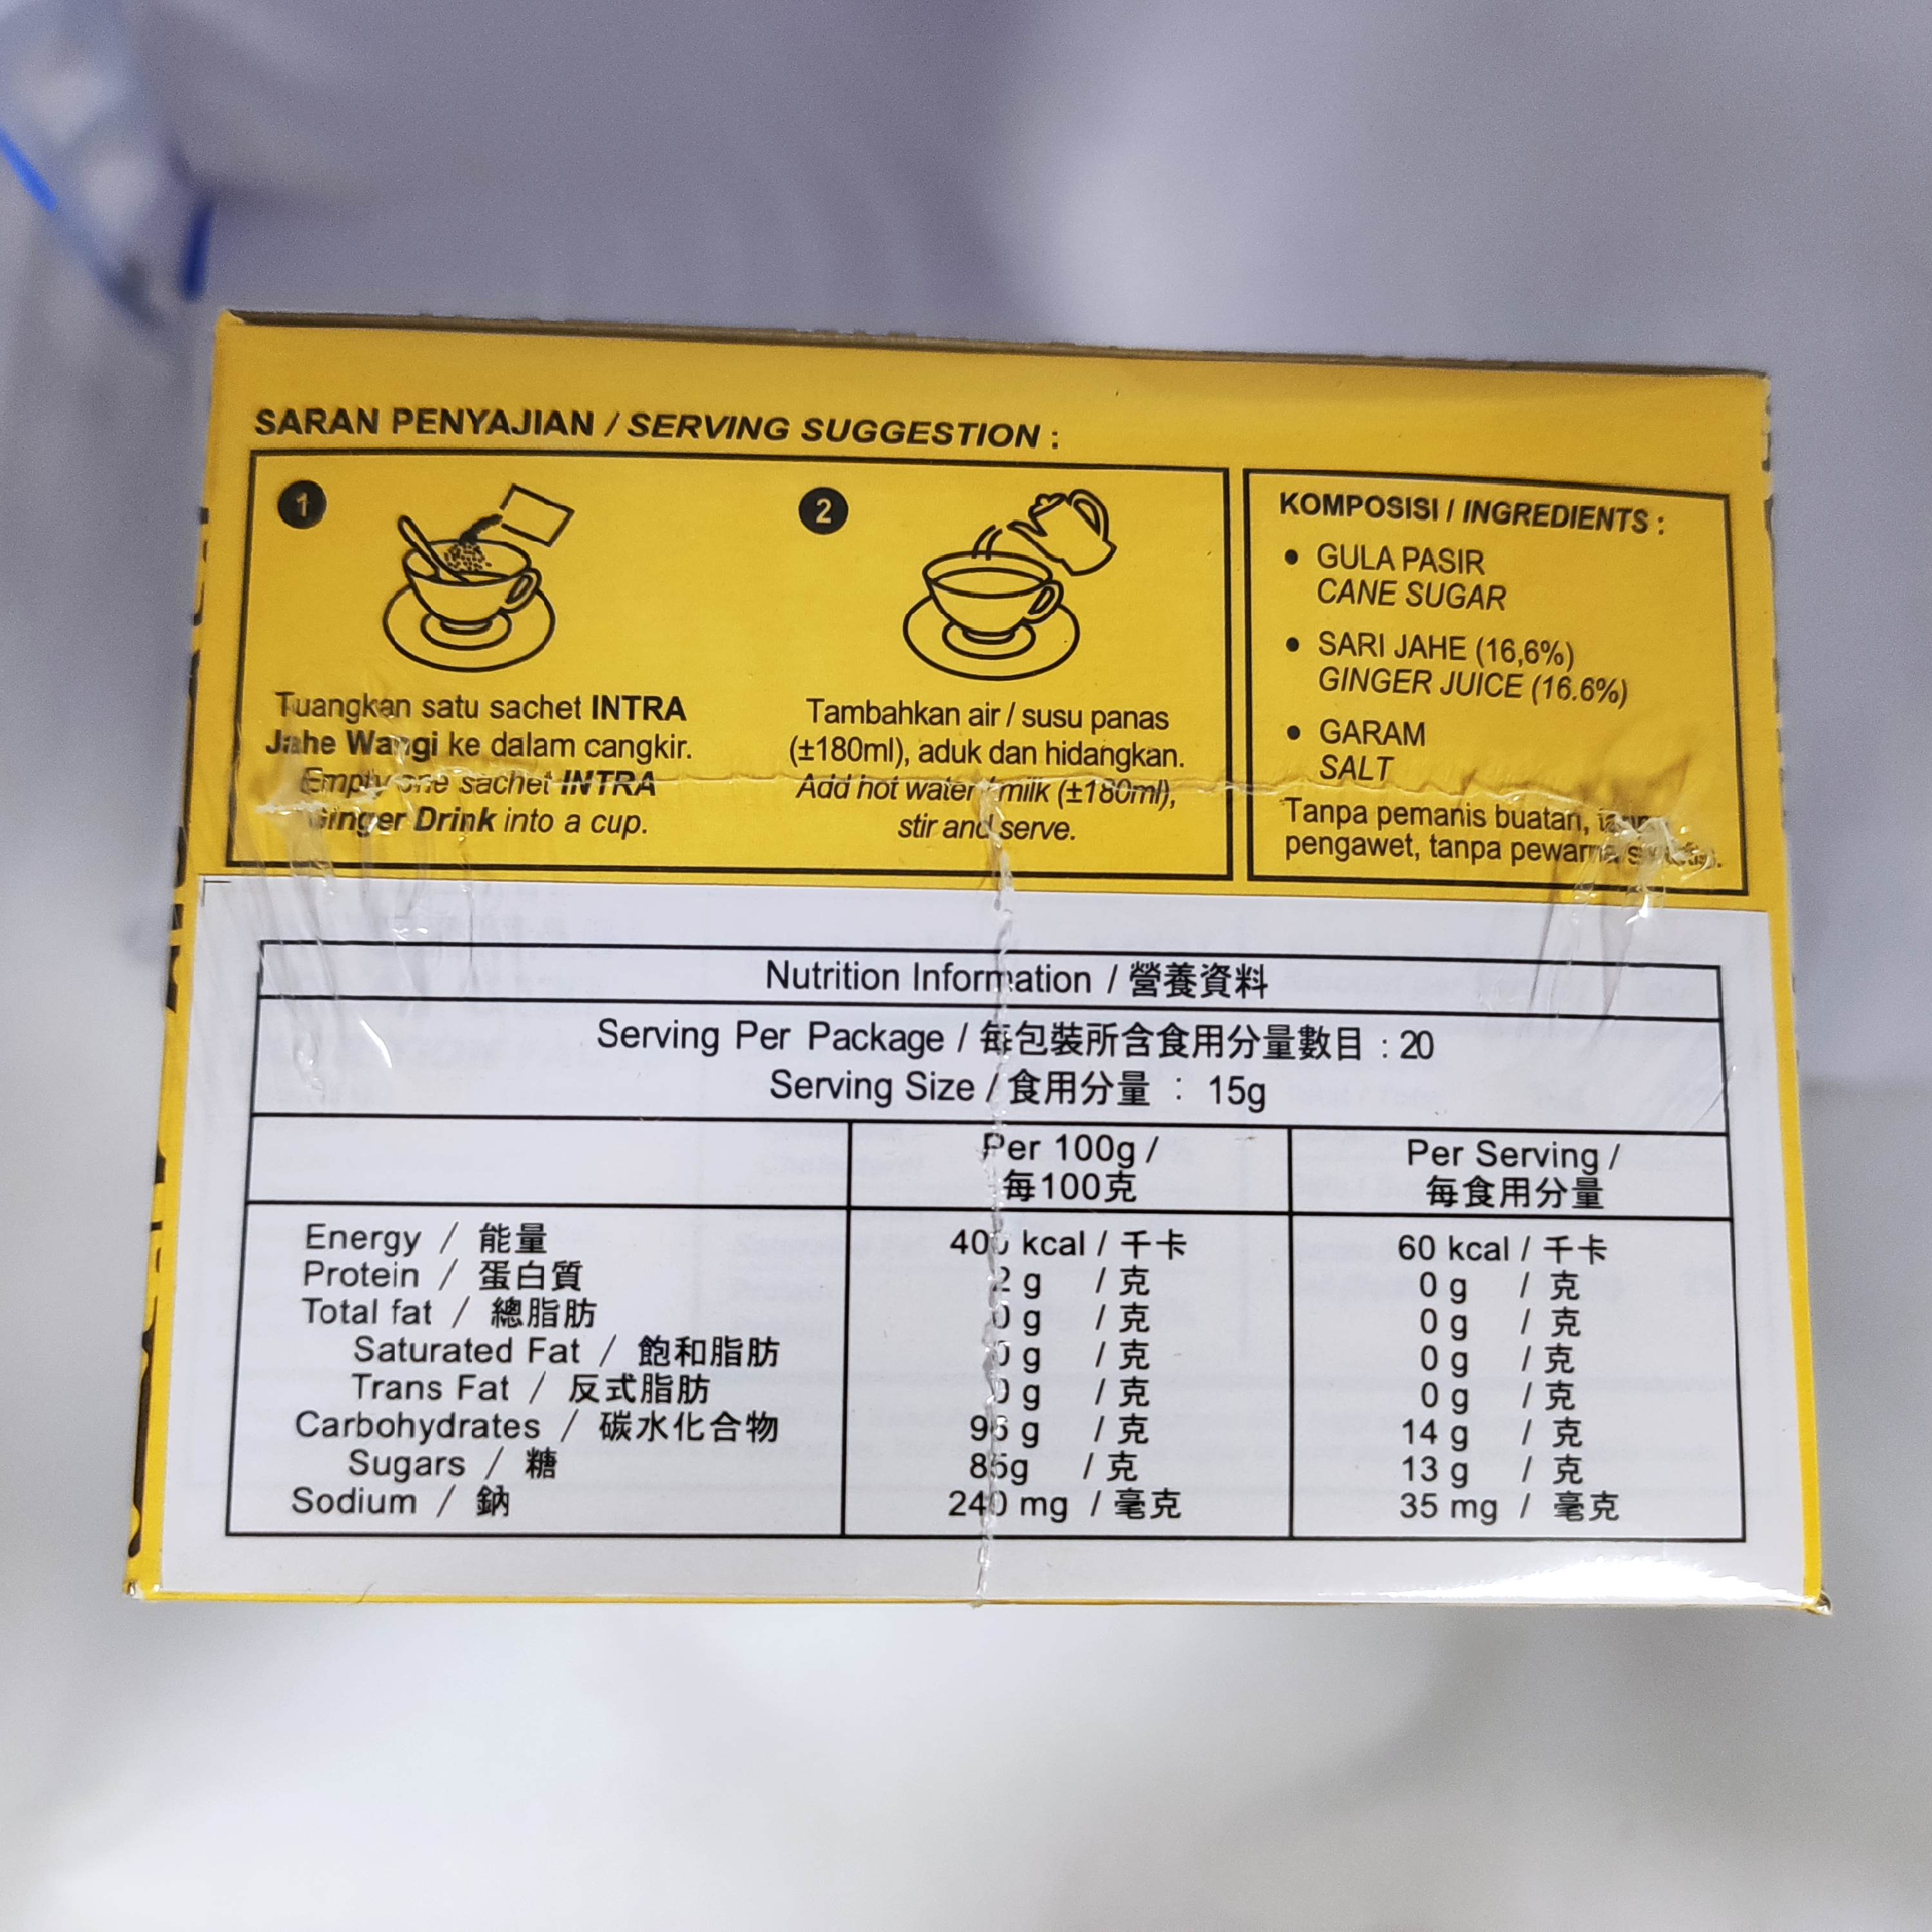 SARAN PENYAJIAN / SERVING SUGGESTION :
1
Tuangkan satu sachet INTRA
Jahe Wangi ke dalam cangkir.
Empty one sachet INTRA
Ginger Drink into a cup.
2
Tambahkan air / susu panas
(±180ml), aduk dan hidangkan.
Add hot water / milk (±180ml),
stir and serve.
KOMPOSISI / INGREDIENTS :
• GULA PASIR
CANE SUGAR
• SARI JAHE (16,6%)
GINGER JUICE (16.6%)
• GARAM
SALT
Tanpa pemanis buatan,
pengawet, tanpa pewarna
Nutrition Information / 營養資料
Serving Per Package / 每包裝所含食用分量數目 : 20
Serving Size / 食用分量 : 15g
Per 100g / Per Serving /
每100克 每食用分量
Energy / 能量 400 kcal / 千卡 60 kcal / 千卡
Protein / 蛋白質 2 g / 克 0 g / 克
Total fat / 總脂肪 0 g / 克 0 g / 克
Saturated Fat / 飽和脂肪 0 g / 克 0 g / 克
Trans Fat / 反式脂肪 0 g / 克 0 g / 克
Carbohydrates / 碳水化合物 g / 克 14 g / 克
Sugars / 糖 / 克 13 g / 克
Sodium / 鈉 240 mg / 毫克 35 mg / 毫克